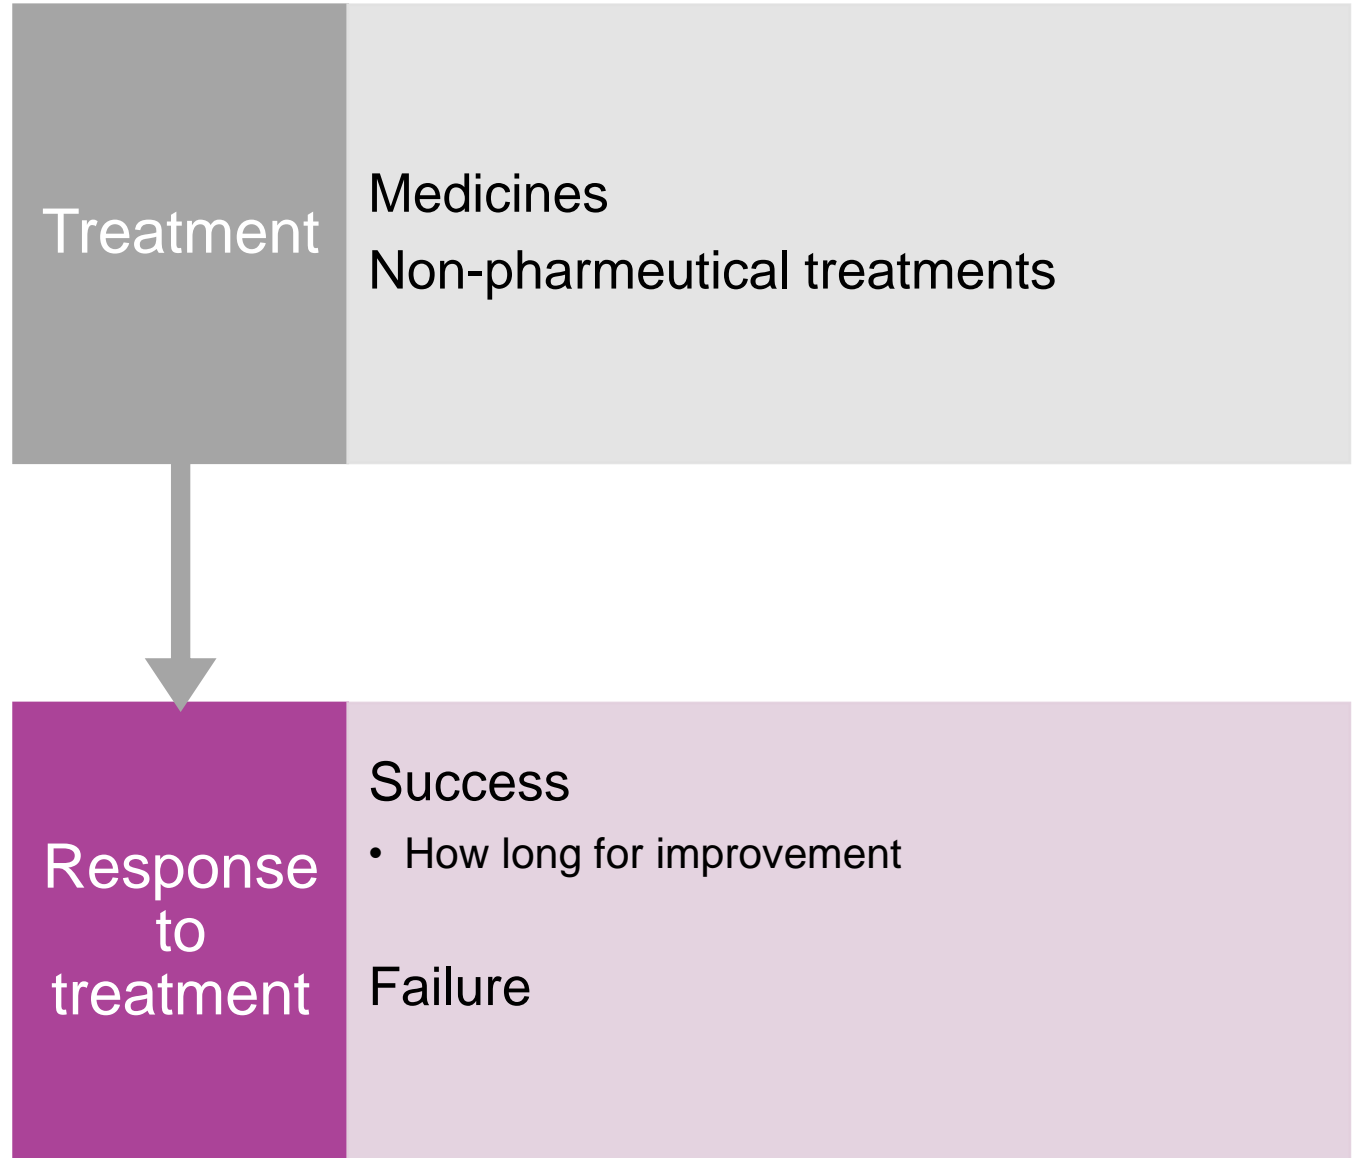 Treatment
Medicines
Non-pharmeutical treatments
Response
to
treatment
Success
• How long for improvement
Failure